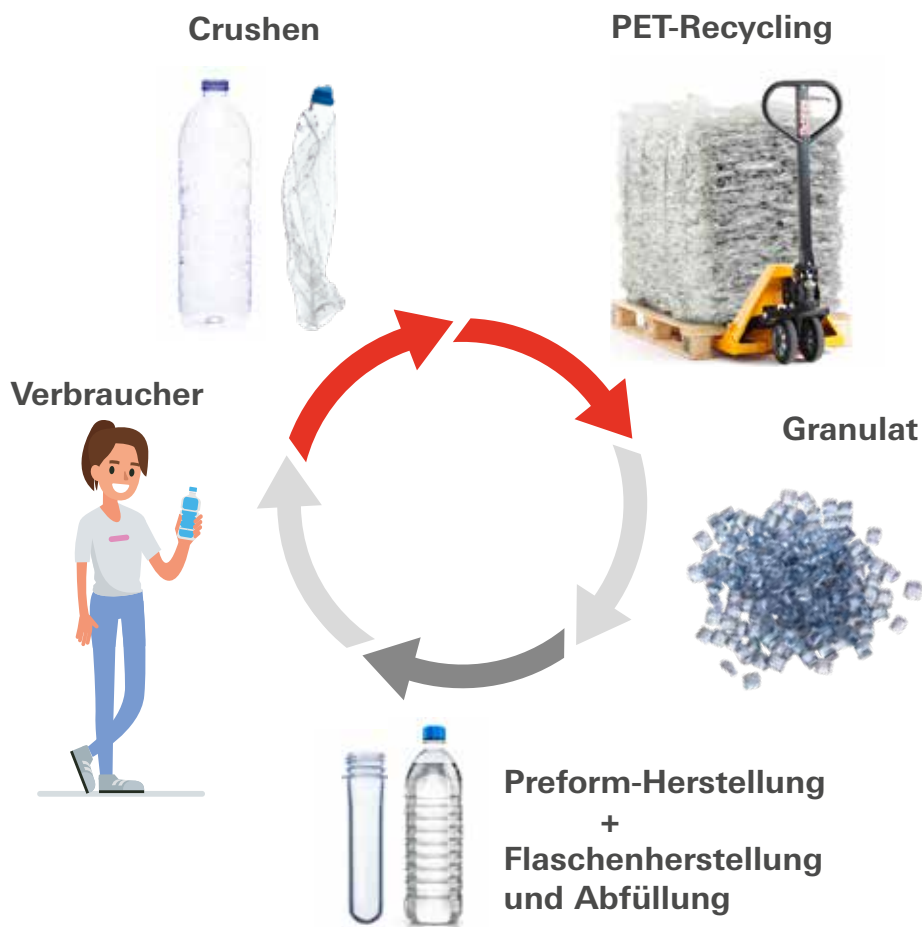 Crushen
PET-Recycling
Verbraucher
Granulat
Preform-Herstellung
+
Flaschenherstellung
und Abfüllung